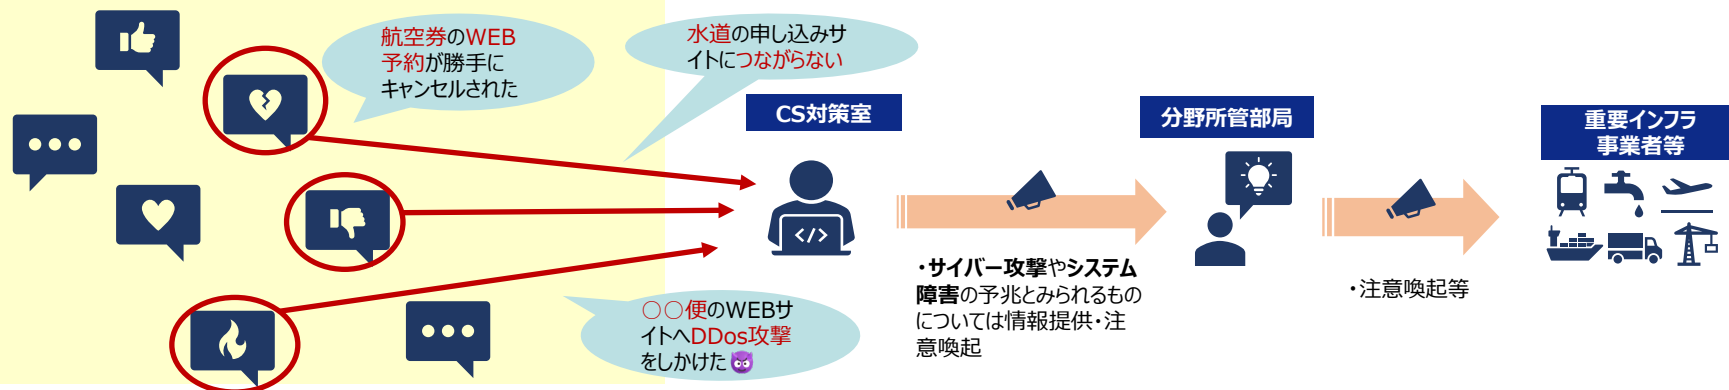 航空券のWEB
予約が勝手に
キャンセルされた
水道の申し込みサ
イトにつながらない
〇〇便のWEBサ
イトへDDos攻撃
をしかけた😈
CS対策室
</>
・サイバー攻撃やシステム
障害の予兆とみられるもの
については情報提供・注
意喚起
分野所管部局
・注意喚起等
重要インフラ
事業者等